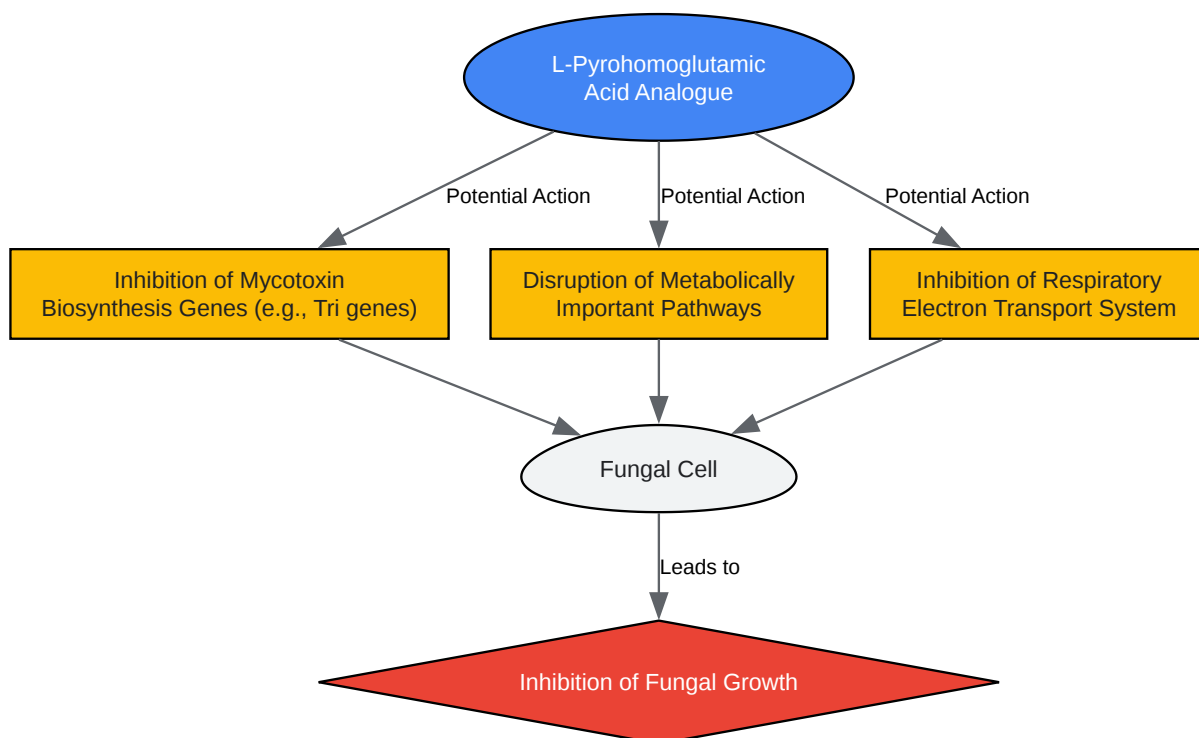 L-Pyrohomoglutamic
Acid Analogue
Potential Action
Potential Action
Potential Action
Inhibition of Mycotoxin
Biosynthesis Genes (e.g., Tri genes)
Disruption of Metabolically
Important Pathways
Inhibition of Respiratory
Electron Transport System
Fungal Cell
Leads to
Inhibition of Fungal Growth